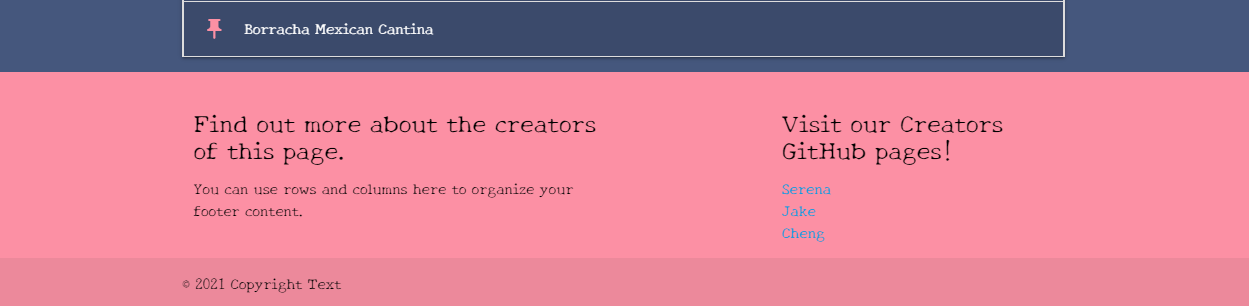 Borracha Mexican Cantina
Find out more about the creators
of this page.
You can use rows and columns here to organize your
footer content.
Visit our Creators
GitHub pages!
Serena
Jake
Cheng
© 2021 Copyright Text